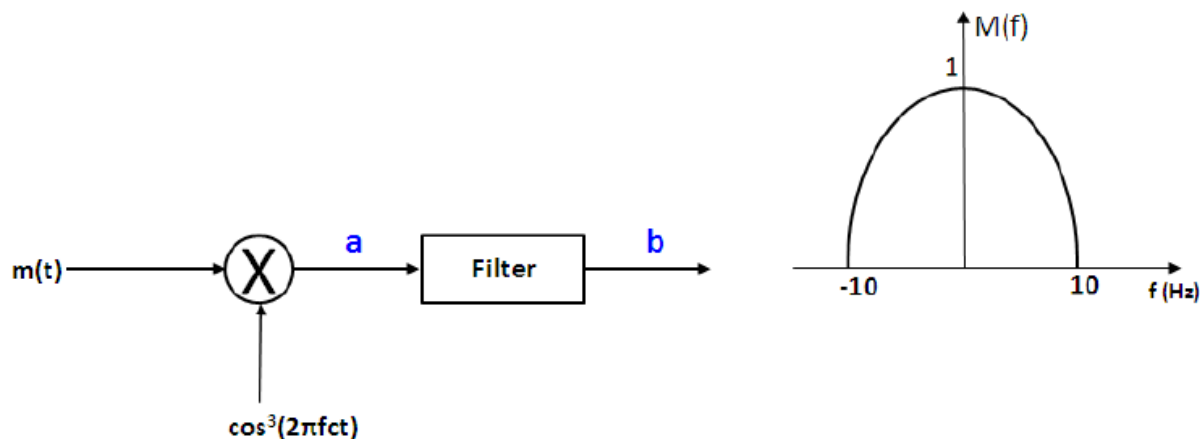 M(f)
1
a
b
m(t)
X
Filter
-10
10
f (Hz)
cos³(2πfct)